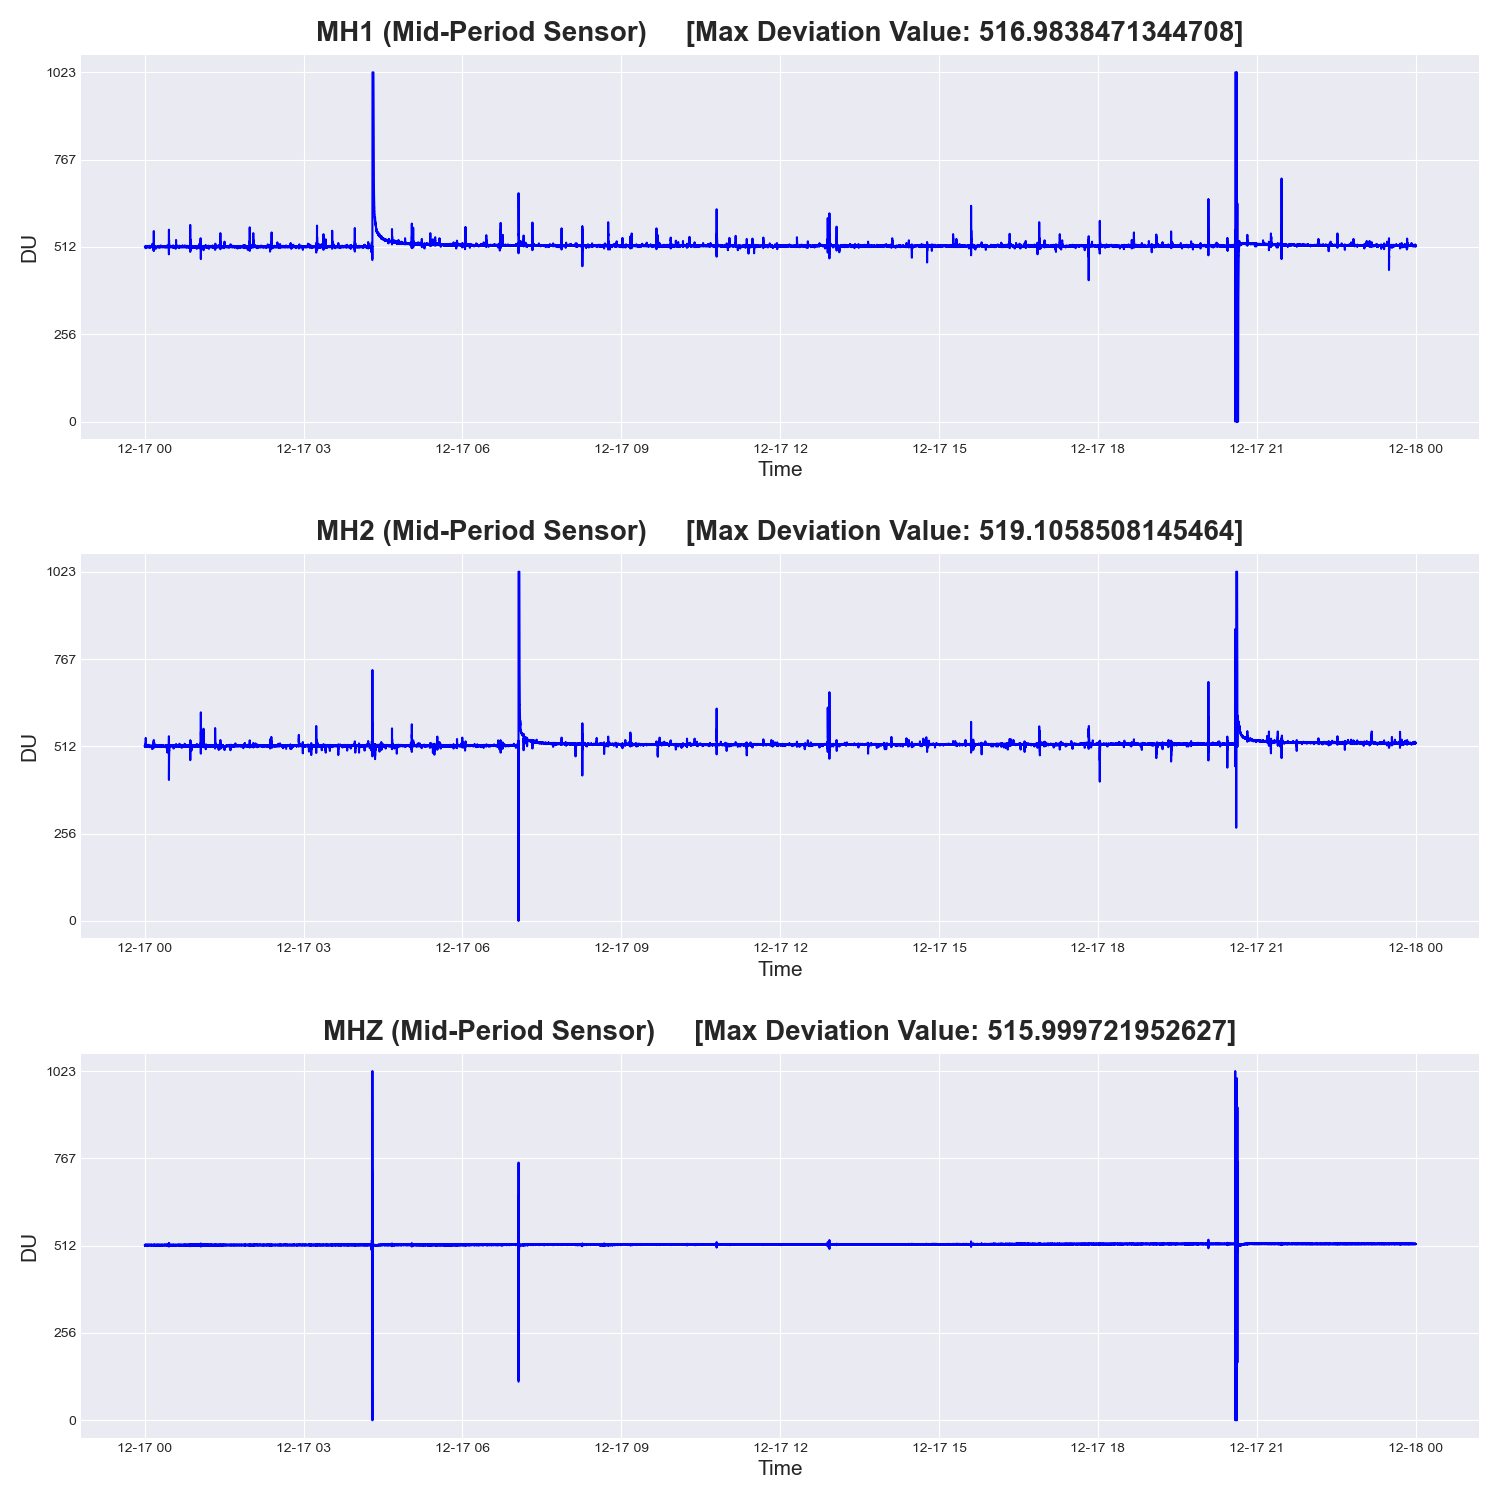 MH1 (Mid-Period Sensor) [Max Deviation Value: 516.9838471344708]
1023
767
512
256
0
DU
12-17 00 12-17 03 12-17 06 12-17 09 12-17 12 12-17 15 12-17 18 12-17 21 12-18 00
Time
MH2 (Mid-Period Sensor) [Max Deviation Value: 519.1058508145464]
1023
767
512
256
0
DU
12-17 00 12-17 03 12-17 06 12-17 09 12-17 12 12-17 15 12-17 18 12-17 21 12-18 00
Time
MHZ (Mid-Period Sensor) [Max Deviation Value: 515.999721952627]
1023
767
512
256
0
DU
12-17 00 12-17 03 12-17 06 12-17 09 12-17 12 12-17 15 12-17 18 12-17 21 12-18 00
Time